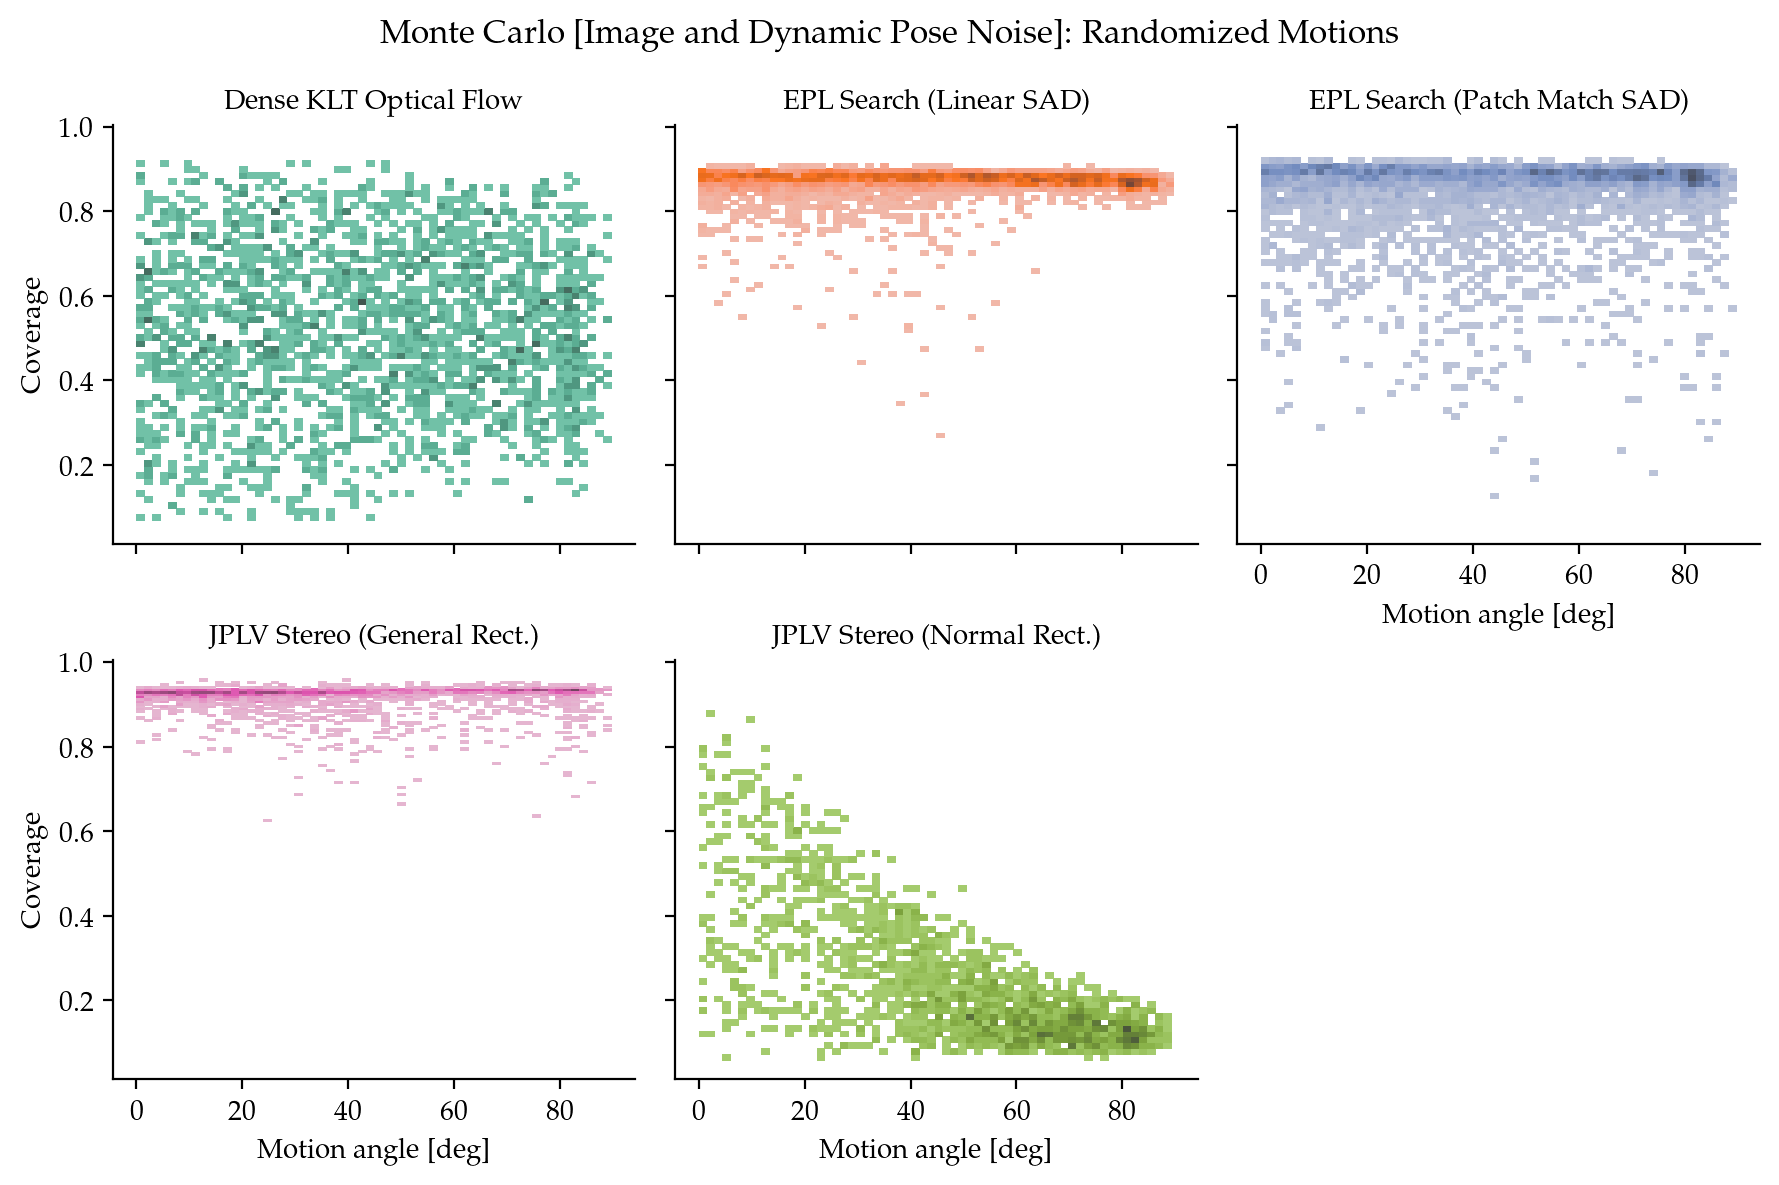 Monte Carlo [Image and Dynamic Pose Noise]: Randomized Motions
Dense KLT Optical Flow
EPL Search (Linear SAD)
EPL Search (Patch Match SAD)
1.0
0.8
0.6
0.4
0.2
Coverage
0 20 40 60 80
Motion angle [deg]
JPLV Stereo (General Rect.)
JPLV Stereo (Normal Rect.)
1.0
0.8
0.6
0.4
0.2
Coverage
0 20 40 60 80
Motion angle [deg]
0 20 40 60 80
Motion angle [deg]